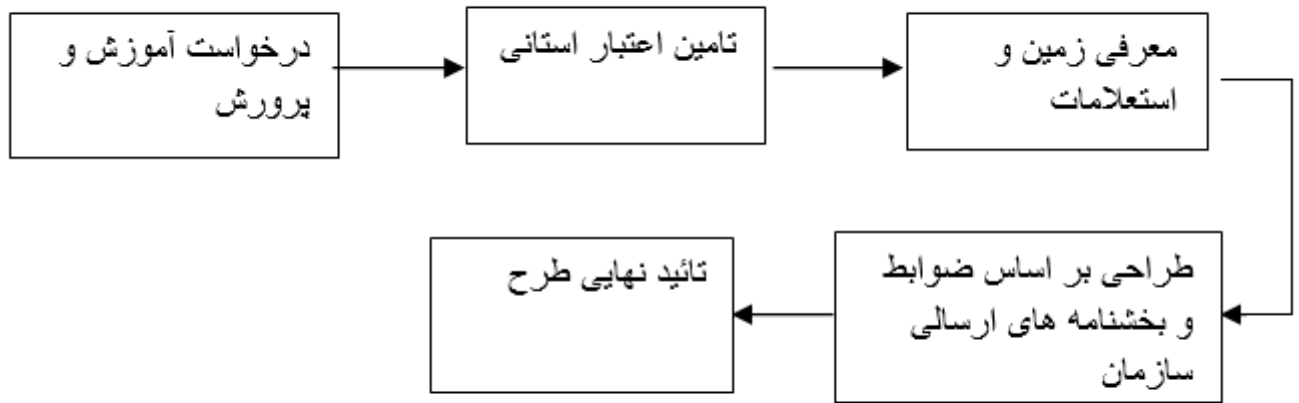 درخواست آموزش و
پرورش
تامین اعتبار استانی
معرفی زمین و
استعلامات
طراحی بر اساس ضوابط
و بخشنامه های ارسالی
سازمان
تائید نهایی طرح